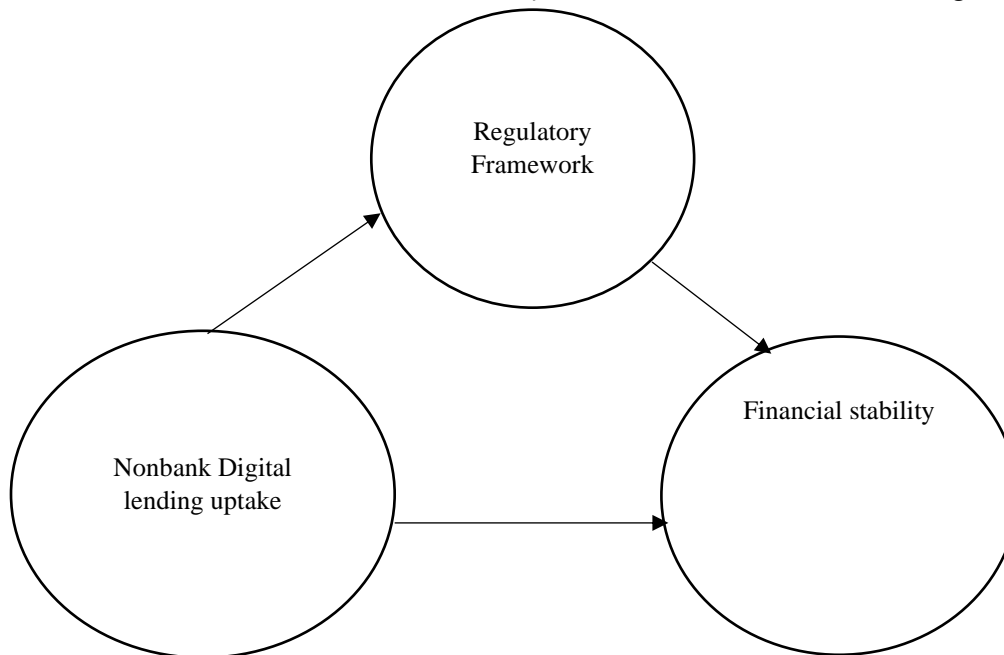 Regulatory
Framework
Financial stability
Nonbank Digital
lending uptake